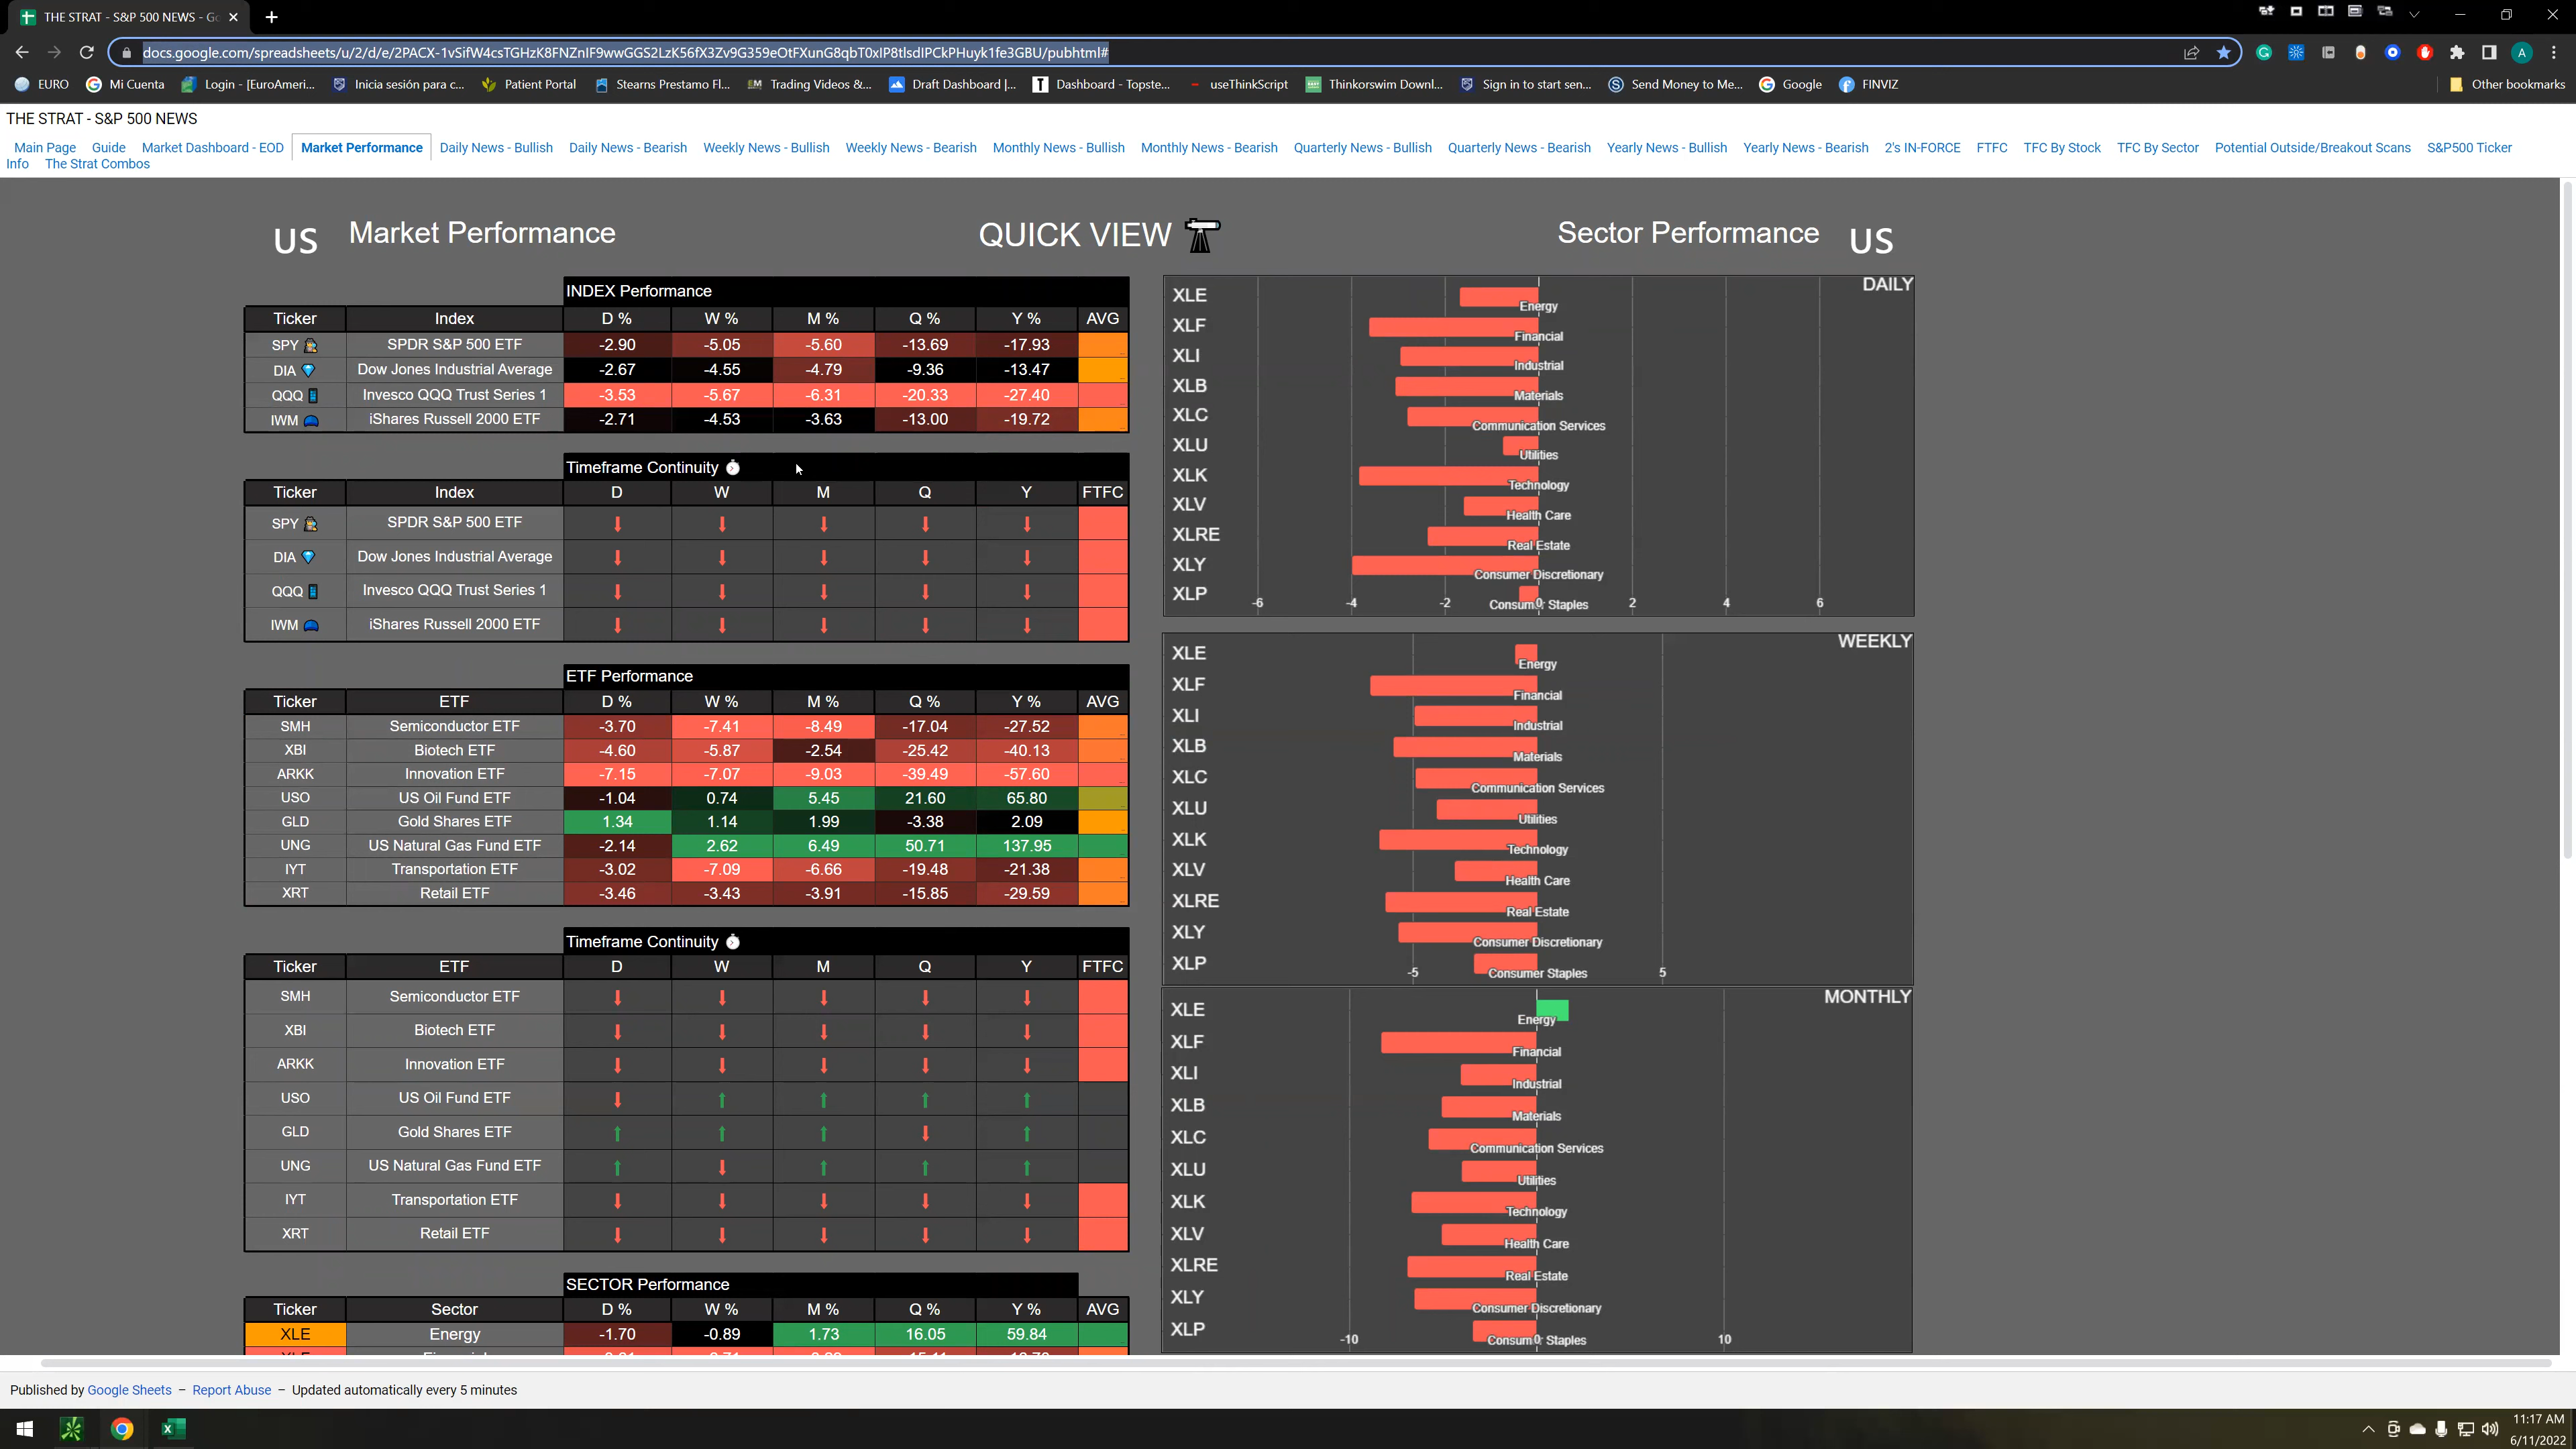 THE STRAT - S&P 500 NEWS - Go
docs.google.com/spreadsheets/u/2/d/e/2PACX-1vSifW4csTGHzK8FNZnIF9wwGGS2LzK56fX3Zv9G359eOtFXunG8qbT0xIP8tlsdIPCkPHuyk1fe3GBU/pubhtml#
EURO Mi Cuenta Login - [EuroAmeri... Inicia sesión para c... Patient Portal Stearns Prestamo Fl... Trading Videos &... Draft Dashboard |... Dashboard - Topste... useThinkScript Thinkorswim Downl... Sign in to start sen... Send Money to Me... Google FINVIZ Other bookmarks
THE STRAT - S&P 500 NEWS
Main Page Guide Market Dashboard - EOD Market Performance Daily News - Bullish Daily News - Bearish Weekly News - Bullish Weekly News - Bearish Monthly News - Bullish Monthly News - Bearish Quarterly News - Bullish Quarterly News - Bearish Yearly News - Bullish Yearly News - Bearish 2's IN-FORCE FTFC TFC By Stock TFC By Sector Potential Outside/Breakout Scans S&P500 Ticker
Info The Strat Combos
US Market Performance QUICK VIEW Sector Performance US
INDEX Performance
Ticker Index D % W % M % Q % Y % AVG
SPY SPDR S&P 500 ETF -2.90 -5.05 -5.60 -13.69 -17.93
DIA Dow Jones Industrial Average -2.67 -4.55 -4.79 -9.36 -13.47
QQQ Invesco QQQ Trust Series 1 -3.53 -5.67 -6.31 -20.33 -27.40
IWM iShares Russell 2000 ETF -2.71 -4.53 -3.63 -13.00 -19.72
Timeframe Continuity
Ticker Index D W M Q Y FTFC
SPY SPDR S&P 500 ETF
DIA Dow Jones Industrial Average
QQQ Invesco QQQ Trust Series 1
IWM iShares Russell 2000 ETF
ETF Performance
Ticker ETF D % W % M % Q % Y % AVG
SMH Semiconductor ETF -3.70 -7.41 -8.49 -17.04 -27.52
XBI Biotech ETF -4.60 -5.87 -2.54 -25.42 -40.13
ARKK Innovation ETF -7.15 -7.07 -9.03 -39.49 -57.60
USO US Oil Fund ETF -1.04 0.74 5.45 21.60 65.80
GLD Gold Shares ETF 1.34 1.14 1.99 -3.38 2.09
UNG US Natural Gas Fund ETF -2.14 2.62 6.49 50.71 137.95
IYT Transportation ETF -3.02 -7.09 -6.66 -19.48 -21.38
XRT Retail ETF -3.46 -3.43 -3.91 -15.85 -29.59
Timeframe Continuity
Ticker ETF D W M Q Y FTFC
SMH Semiconductor ETF
XBI Biotech ETF
ARKK Innovation ETF
USO US Oil Fund ETF
GLD Gold Shares ETF
UNG US Natural Gas Fund ETF
IYT Transportation ETF
XRT Retail ETF
SECTOR Performance
Ticker Sector D % W % M % Q % Y % AVG
XLE Energy -1.70 -0.89 1.73 16.05 59.84
DAILY
XLE Energy
XLF Financial
XLI Industrial
XLB Materials
XLC Communication Services
XLU Utilities
XLK Technology
XLV Health Care
XLRE Real Estate
XLY Consumer Discretionary
XLP Consumer Staples
-6 -4 -2 0 2 4 6
WEEKLY
XLE Energy
XLF Financial
XLI Industrial
XLB Materials
XLC Communication Services
XLU Utilities
XLK Technology
XLV Health Care
XLRE Real Estate
XLY Consumer Discretionary
XLP Consumer Staples
-5 5
MONTHLY
XLE Energy
XLF Financial
XLI Industrial
XLB Materials
XLC Communication Services
XLU Utilities
XLK Technology
XLV Health Care
XLRE Real Estate
XLY Consumer Discretionary
XLP Consumer Staples
-10 0 10
Published by Google Sheets – Report Abuse – Updated automatically every 5 minutes
11:17 AM
6/11/2022